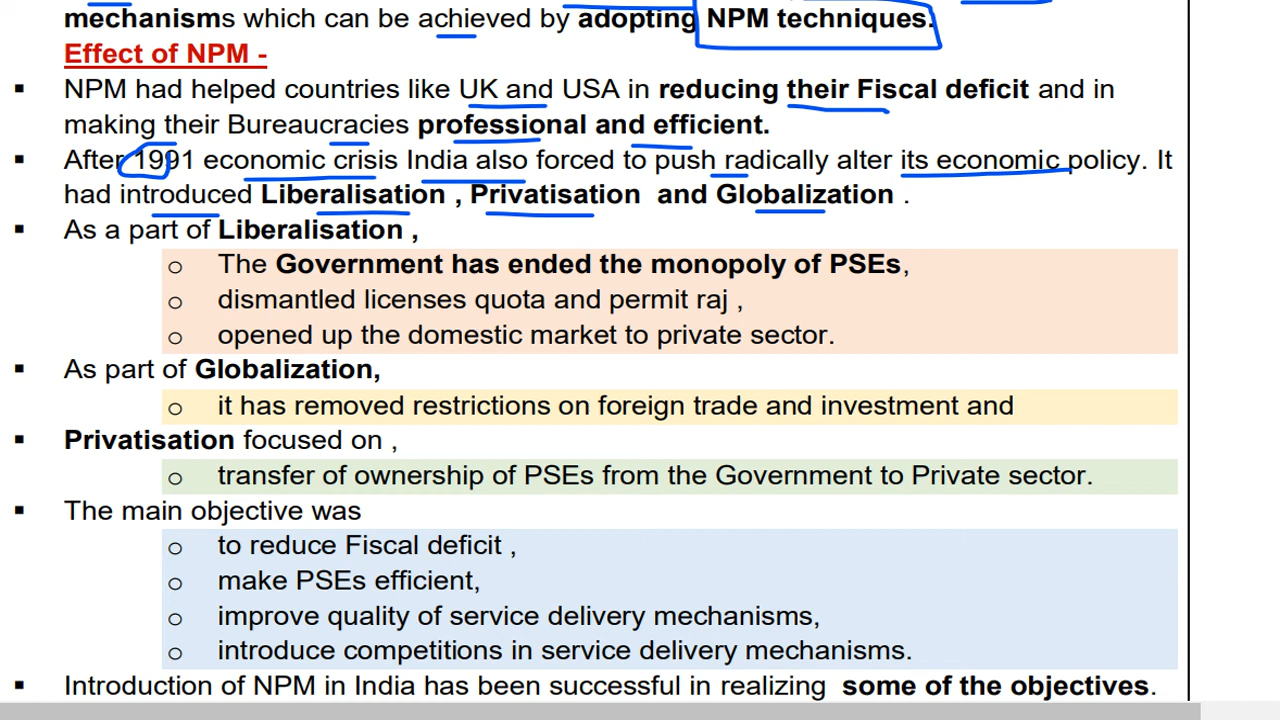 mechanisms which can be achieved by adopting NPM techniques.
Effect of NPM -
▪ NPM had helped countries like UK and USA in reducing their Fiscal deficit and in
making their Bureaucracies professional and efficient.
▪ After 1991 economic crisis India also forced to push radically alter its economic policy. It
had introduced Liberalisation , Privatisation and Globalization .
▪ As a part of Liberalisation ,
o The Government has ended the monopoly of PSEs,
o dismantled licenses quota and permit raj ,
o opened up the domestic market to private sector.
▪ As part of Globalization,
o it has removed restrictions on foreign trade and investment and
▪ Privatisation focused on ,
o transfer of ownership of PSEs from the Government to Private sector.
▪ The main objective was
o to reduce Fiscal deficit ,
o make PSEs efficient,
o improve quality of service delivery mechanisms,
o introduce competitions in service delivery mechanisms.
▪ Introduction of NPM in India has been successful in realizing some of the objectives.